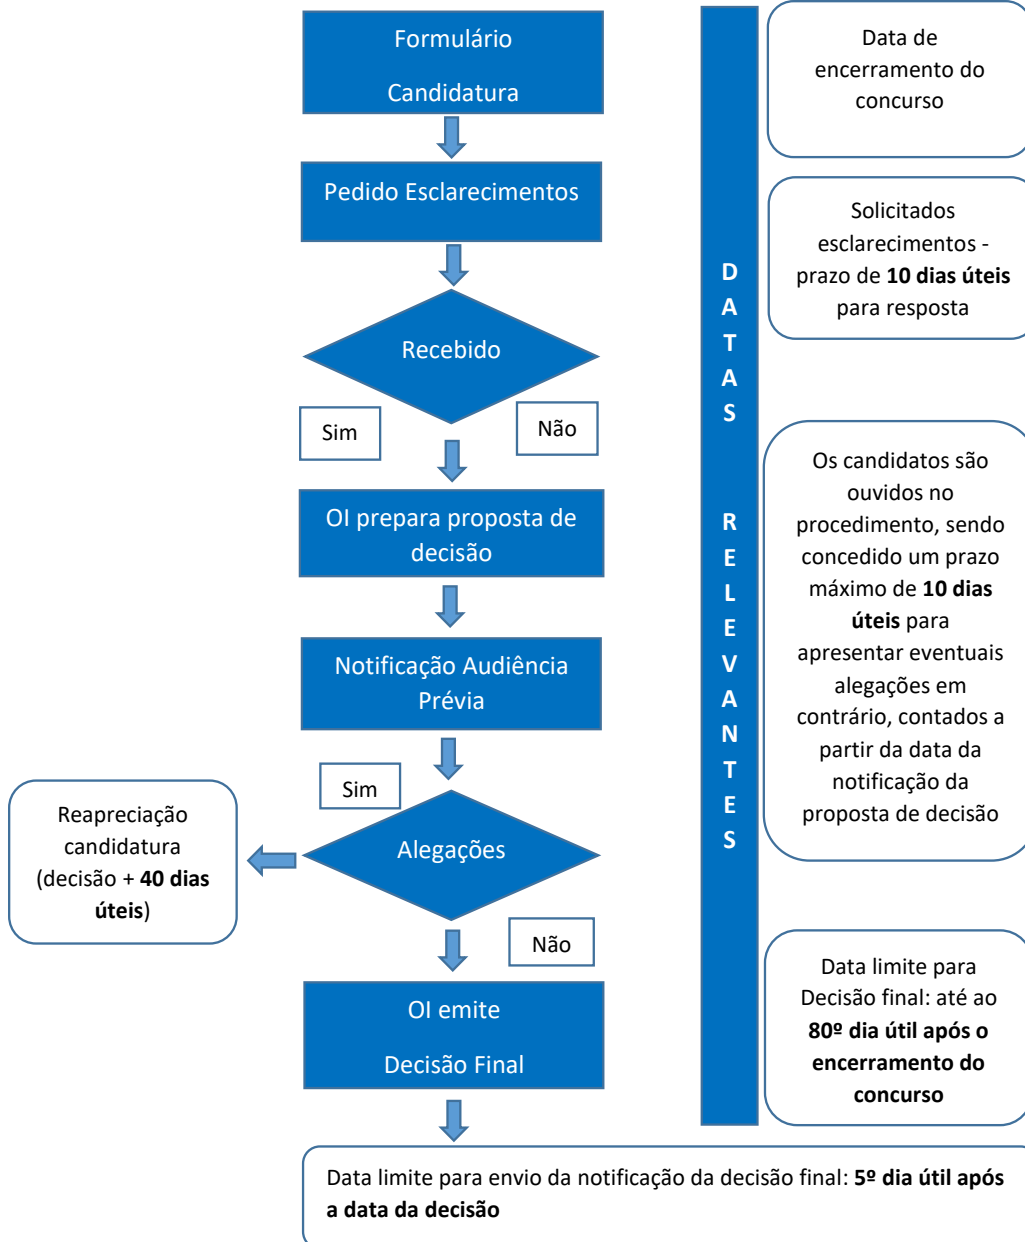 Formulário
Candidatura
Pedido Esclarecimentos
Recebido
Sim
Não
OI prepara proposta de
decisão
Notificação Audiência
Prévia
Sim
Alegações
Reapreciação
candidatura
(decisão + 40 dias
úteis)
Não
OI emite
Decisão Final
DATAS RELEVANTES
Data de
encerramento do
concurso
Solicitados
esclarecimentos -
prazo de 10 dias úteis
para resposta
Os candidatos são
ouvidos no
procedimento, sendo
concedido um prazo
máximo de 10 dias
úteis para
apresentar eventuais
alegações em
contrário, contados a
partir da data da
notificação da
proposta de decisão
Data limite para
Decisão final: até ao
80º dia útil após o
encerramento do
concurso
Data limite para envio da notificação da decisão final: 5º dia útil após
a data da decisão